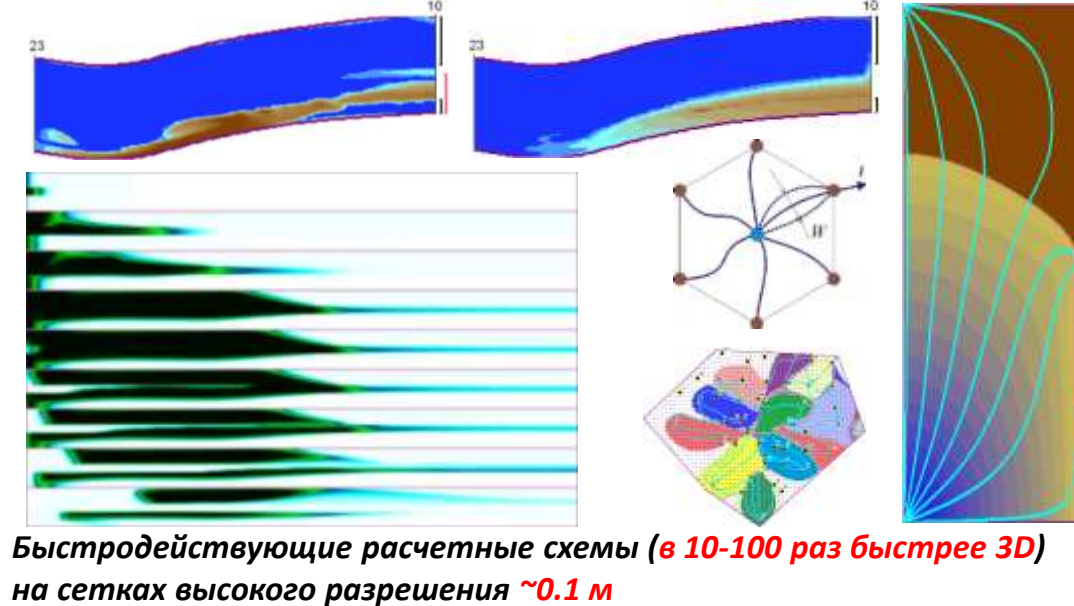 10
10
23
23
l
W
Быстродействующие расчетные схемы (в 10-100 раз быстрее 3D)
на сетках высокого разрешения ~0.1 м